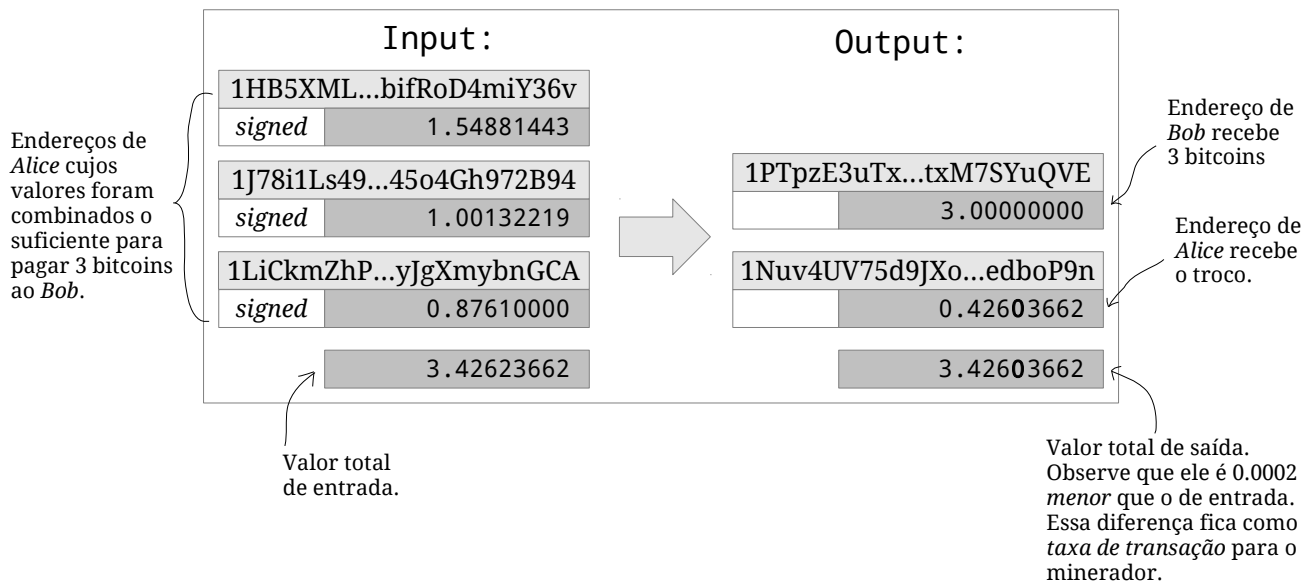 Input:
1HB5XML...bifRoD4miY36v
signed
1.54881443
1J78i1Ls49...45o4Gh972B94
signed
1.00132219
1LiCkmZhP...yJgXmybnGCA
signed
0.87610000
3.42623662
Output:
1PTpzE3uTx...txM7SYuQVE
3.00000000
1Nuv4UV75d9JXo...edboP9n
0.42603662
3.42603662
Endereços de
Alice cujos
valores foram
combinados o
suficiente para
pagar 3 bitcoins
ao Bob.
Endereço de
Bob recebe
3 bitcoins
Endereço de
Alice recebe
o troco.
Valor total
de entrada.
Valor total de saída.
Observe que ele é 0.0002
menor que o de entrada.
Essa diferença fica como
taxa de transação para o
minerador.